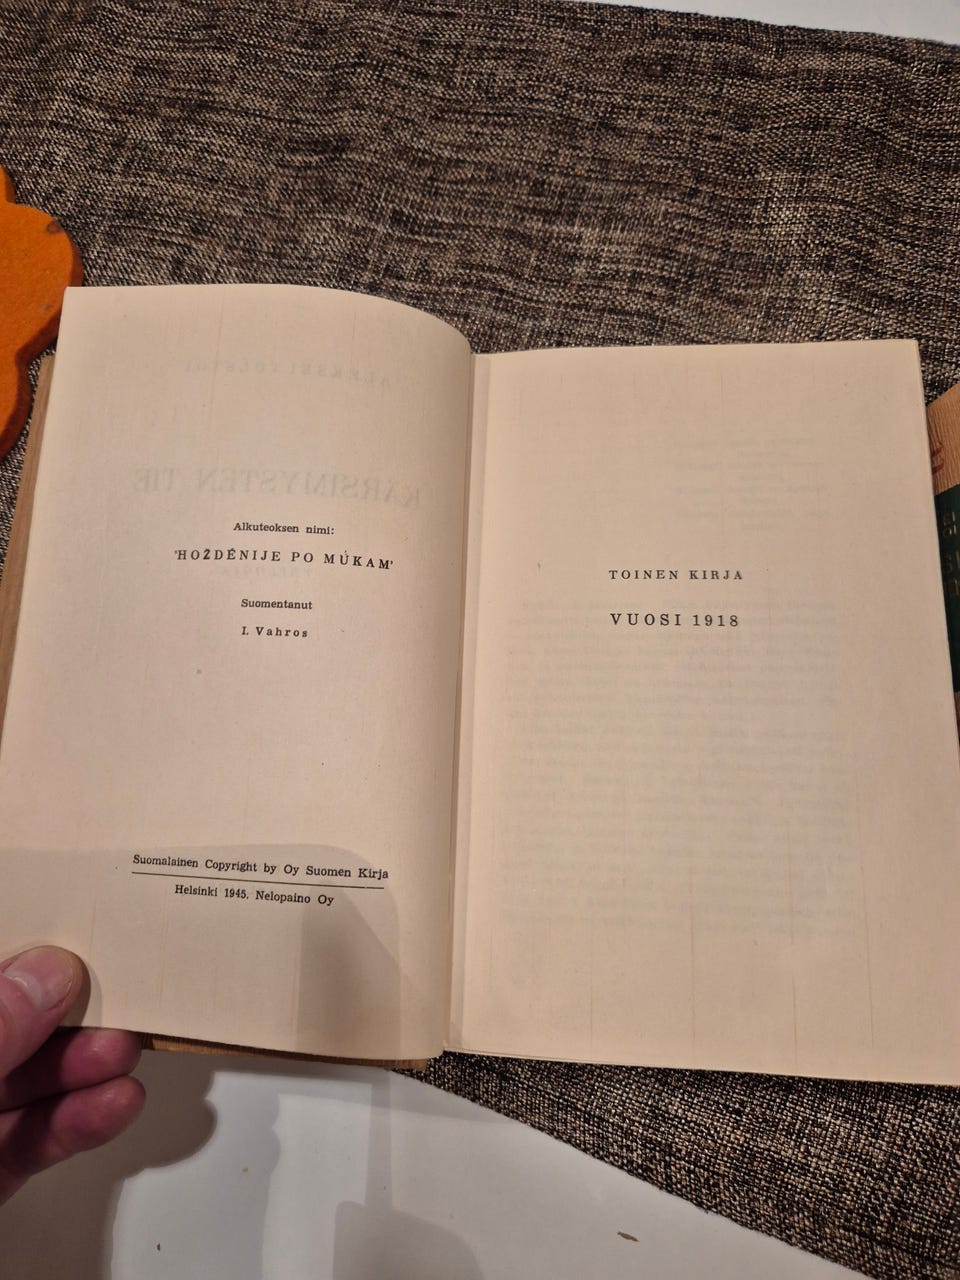 Alkuteoksen nimi:
'HOŽDÉNIJE PO MÚKAM'
Suomentanut
I. Vahros
Suomalainen Copyright by Oy Suomen Kirja
Helsinki 1945, Nelopaino Oy
TOINEN KIRJA
VUOSI 1918